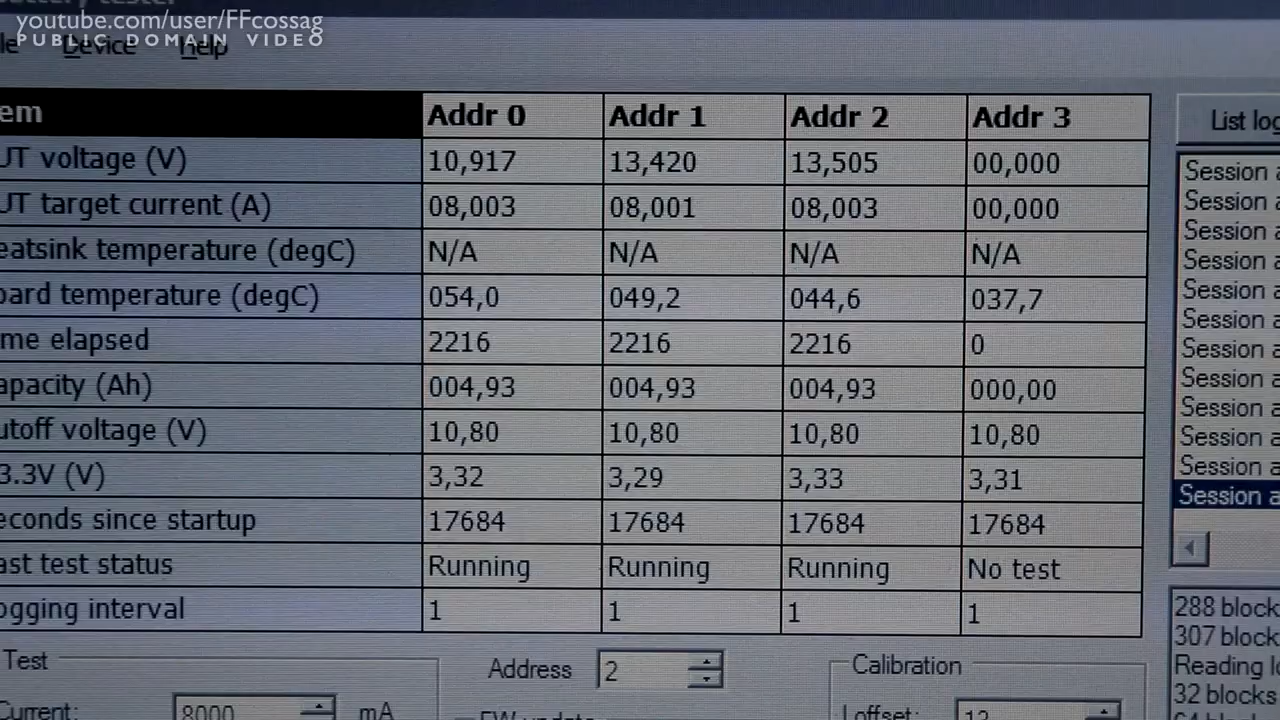 youtube.com/user/FFcossag
PUBLIC DOMAIN VIDEO
le Device help
em Addr 0 Addr 1 Addr 2 Addr 3
UT voltage (V) 10,917 13,420 13,505 00,000
UT target current (A) 08,003 08,001 08,003 00,000
eatsink temperature (degC) N/A N/A N/A N/A
oard temperature (degC) 054,0 049,2 044,6 037,7
me elapsed 2216 2216 2216 0
apacity (Ah) 004,93 004,93 004,93 000,00
utoff voltage (V) 10,80 10,80 10,80 10,80
3.3V (V) 3,32 3,29 3,33 3,31
econds since startup 17684 17684 17684 17684
ast test status Running Running Running No test
ogging interval 1 1 1 1
List log
Session a
Session a
Session a
Session a
Session a
Session a
Session a
Session a
Session a
Session a
Session a
Session a
288 block
307 block
Reading lo
32 blocks
Test Address 2 Calibration
Current: 8000 mA Ioffset: 12